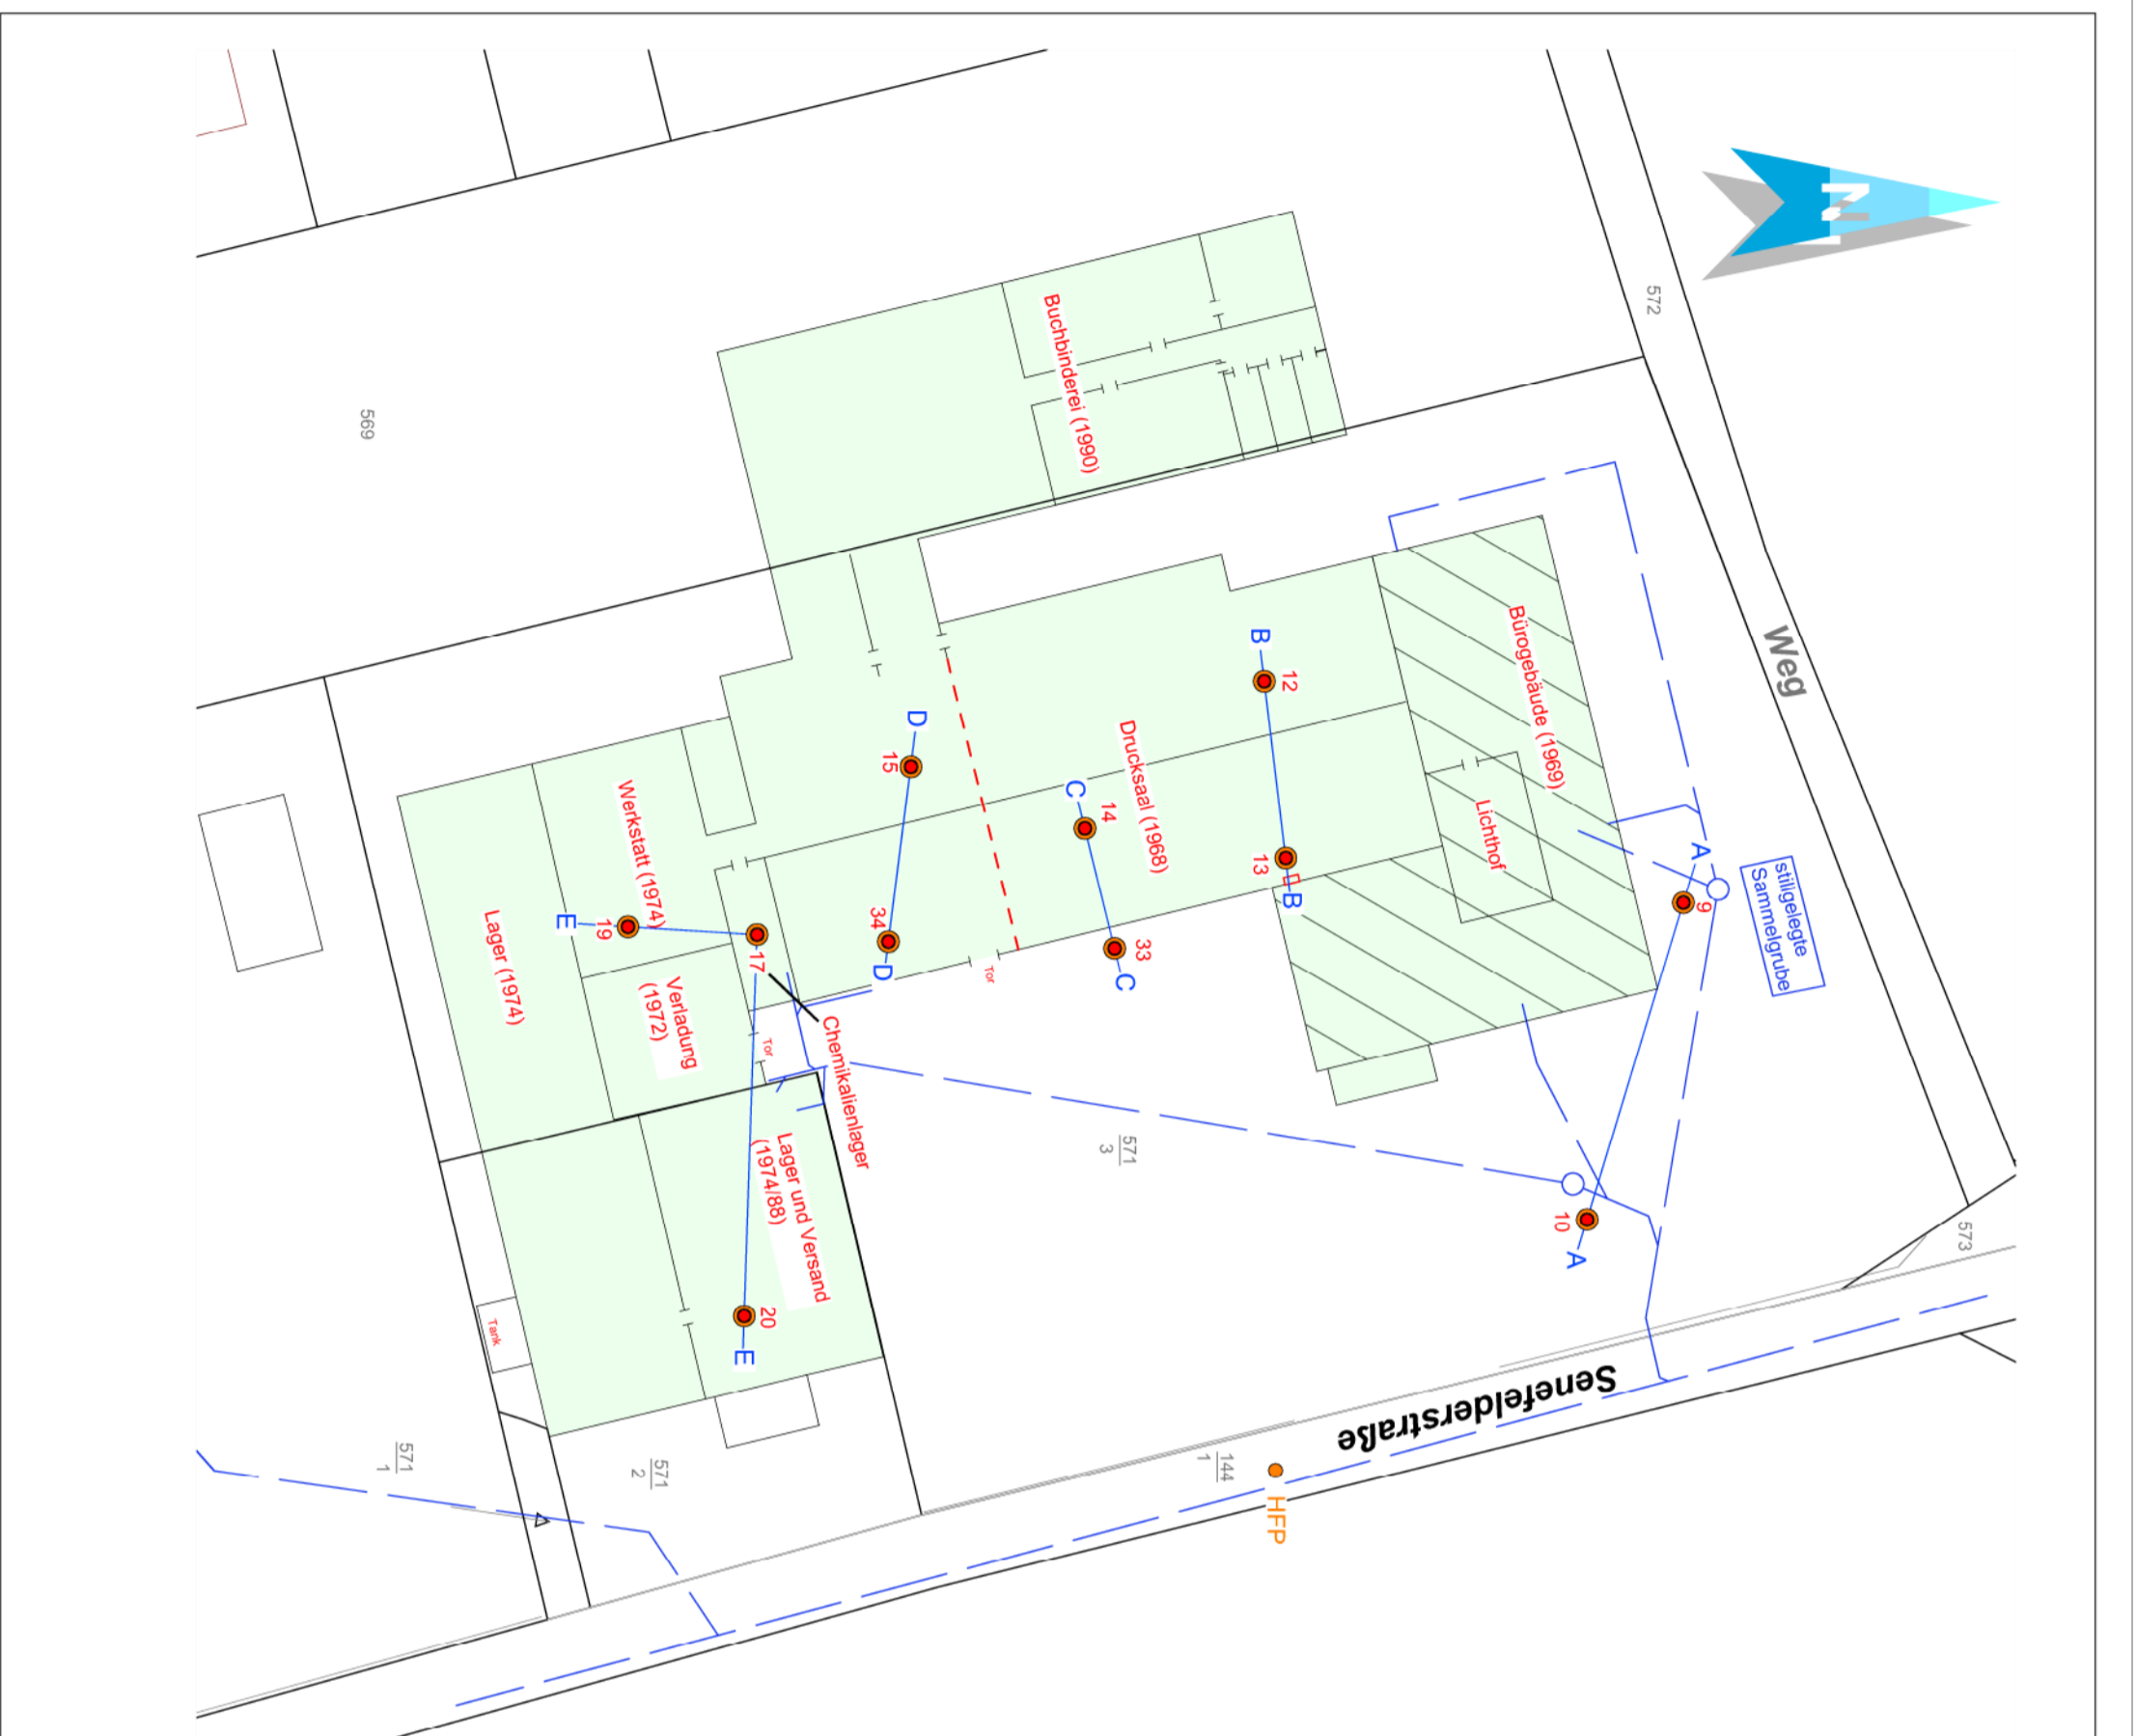 N
572
Weg
Buchbinderei (1990)
569
Bürogebäude (1969)
Lichthof
stillgelegte
Sammelgrube
A
9
B
12
13
B
Drucksaal (1968)
D
15
C
14
33
C
34
D
Tor
Werkstatt (1974)
E
19
17
Lager (1974)
Verladung
(1972)
Tor
Chemikalienlager
571
3
10
A
573
Lager und Versand
(1974/88)
20
E
Tank
Senefelderstraße
571
1
571
2
144
1
HFP